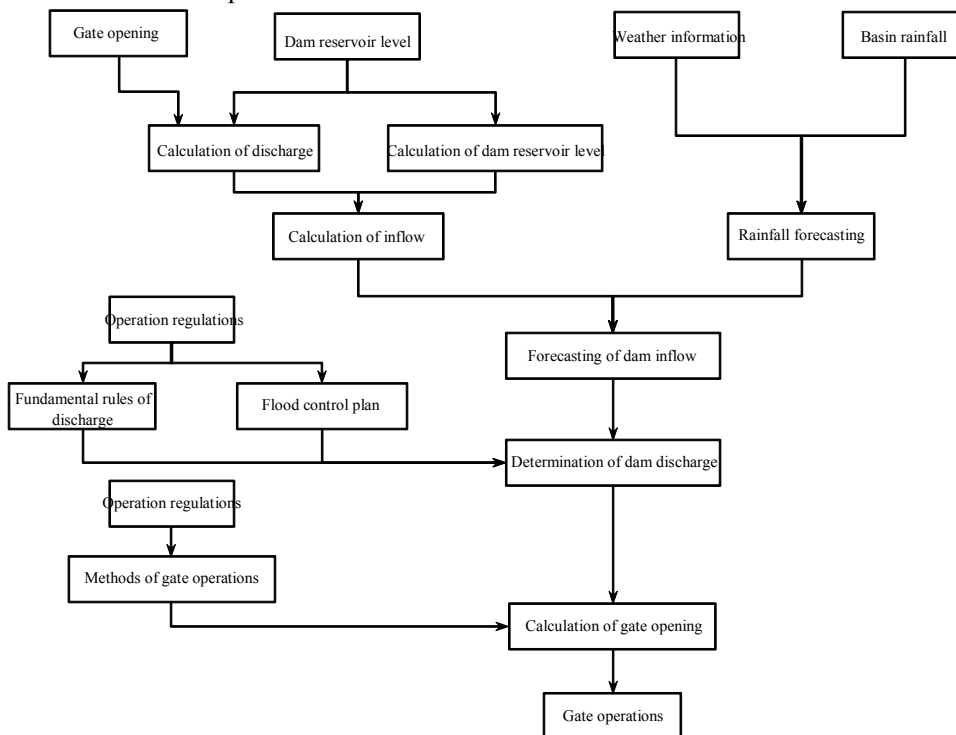 Gate opening
Dam reservoir level
Weather information
Basin rainfall
Calculation of discharge
Calculation of dam reservoir level
Calculation of inflow
Rainfall forecasting
Operation regulations
Forecasting of dam inflow
Fundamental rules of
discharge
Flood control plan
Determination of dam discharge
Operation regulations
Methods of gate operations
Calculation of gate opening
Gate operations